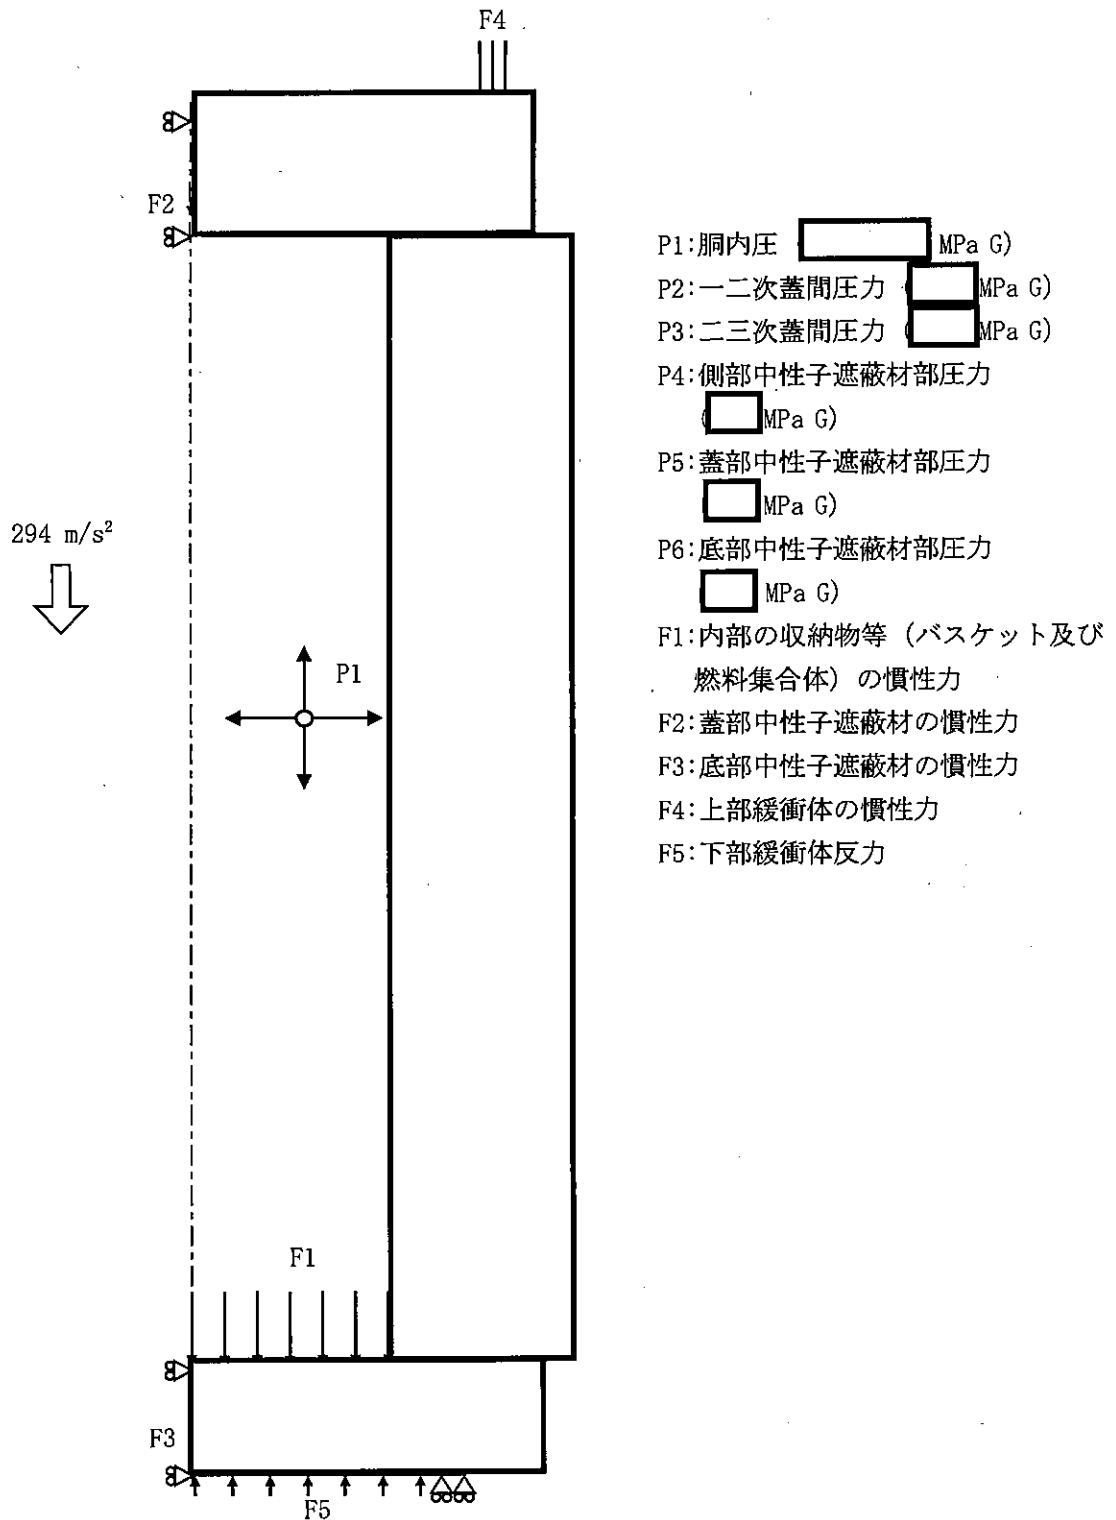 F4
F2
P1:胴内圧 MPa G)
P2:一二次蓋間圧力 ( MPa G)
P3:二三次蓋間圧力 ( MPa G)
P4:側部中性子遮蔽材部圧力
( MPa G)
P5:蓋部中性子遮蔽材部圧力
MPa G)
P6:底部中性子遮蔽材部圧力
MPa G)
F1:内部の収納物等（バスケット及び
燃料集合体）の慣性力
F2:蓋部中性子遮蔽材の慣性力
F3:底部中性子遮蔽材の慣性力
F4:上部緩衝体の慣性力
F5:下部緩衝体反力
294 m/s²
P1
F1
F3
F5